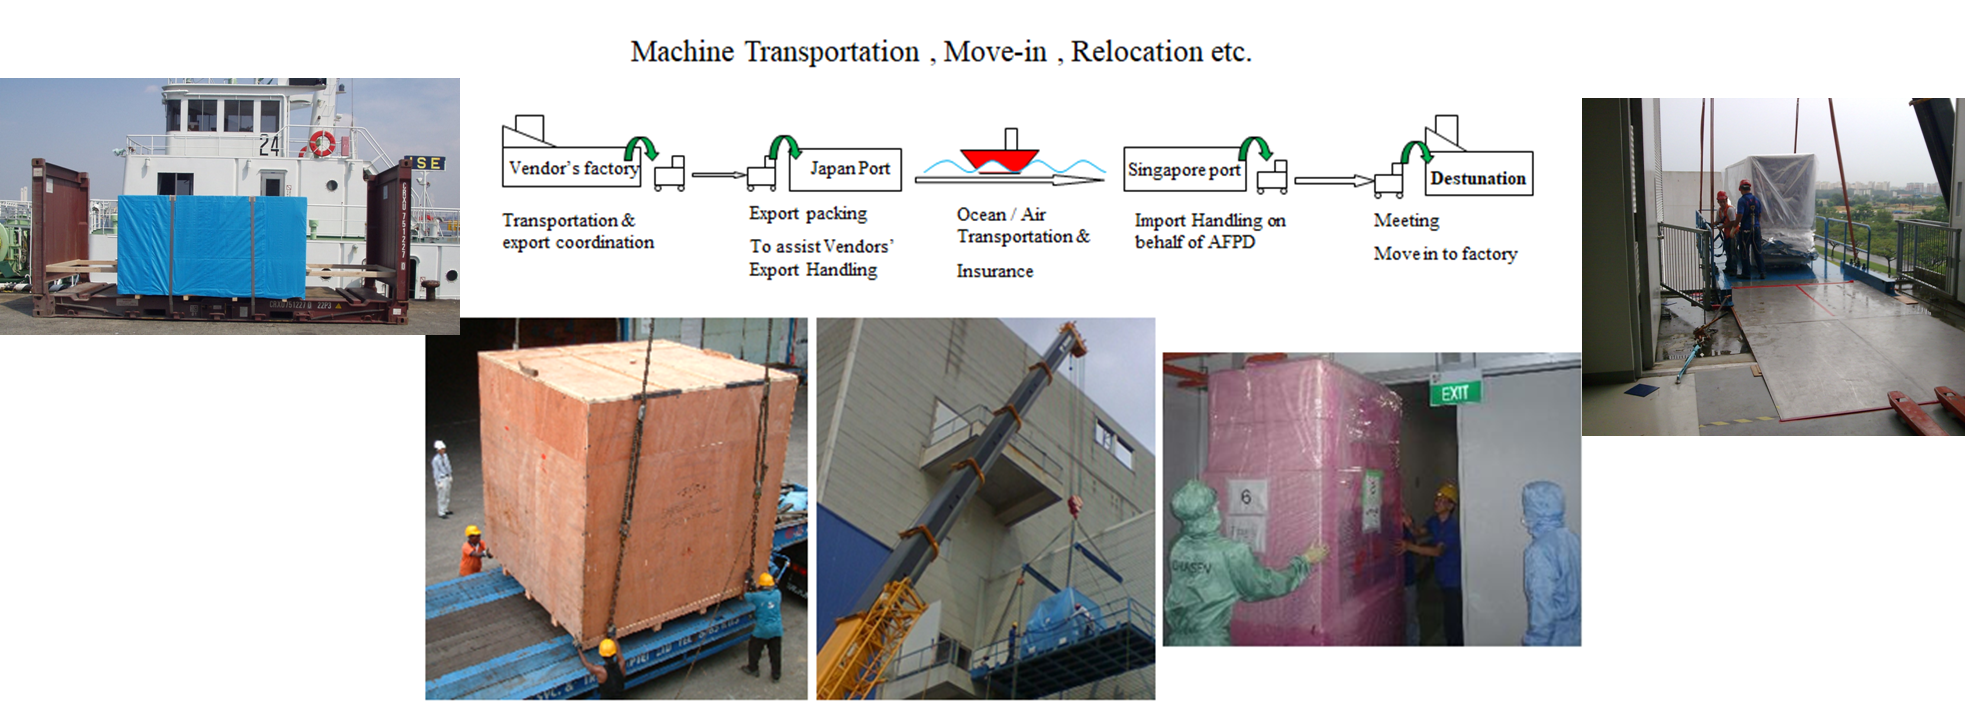 Machine Transportation , Move-in , Relocation etc.
Vendor's factory
Japan Port
Singapore port
Destunation
Transportation &
export coordination
Export packing
To assist Vendors'
Export Handling
Ocean / Air
Transportation &
Insurance
Import Handling on
behalf of AFPD
Meeting
Move in to factory
24
SE
EXIT
6